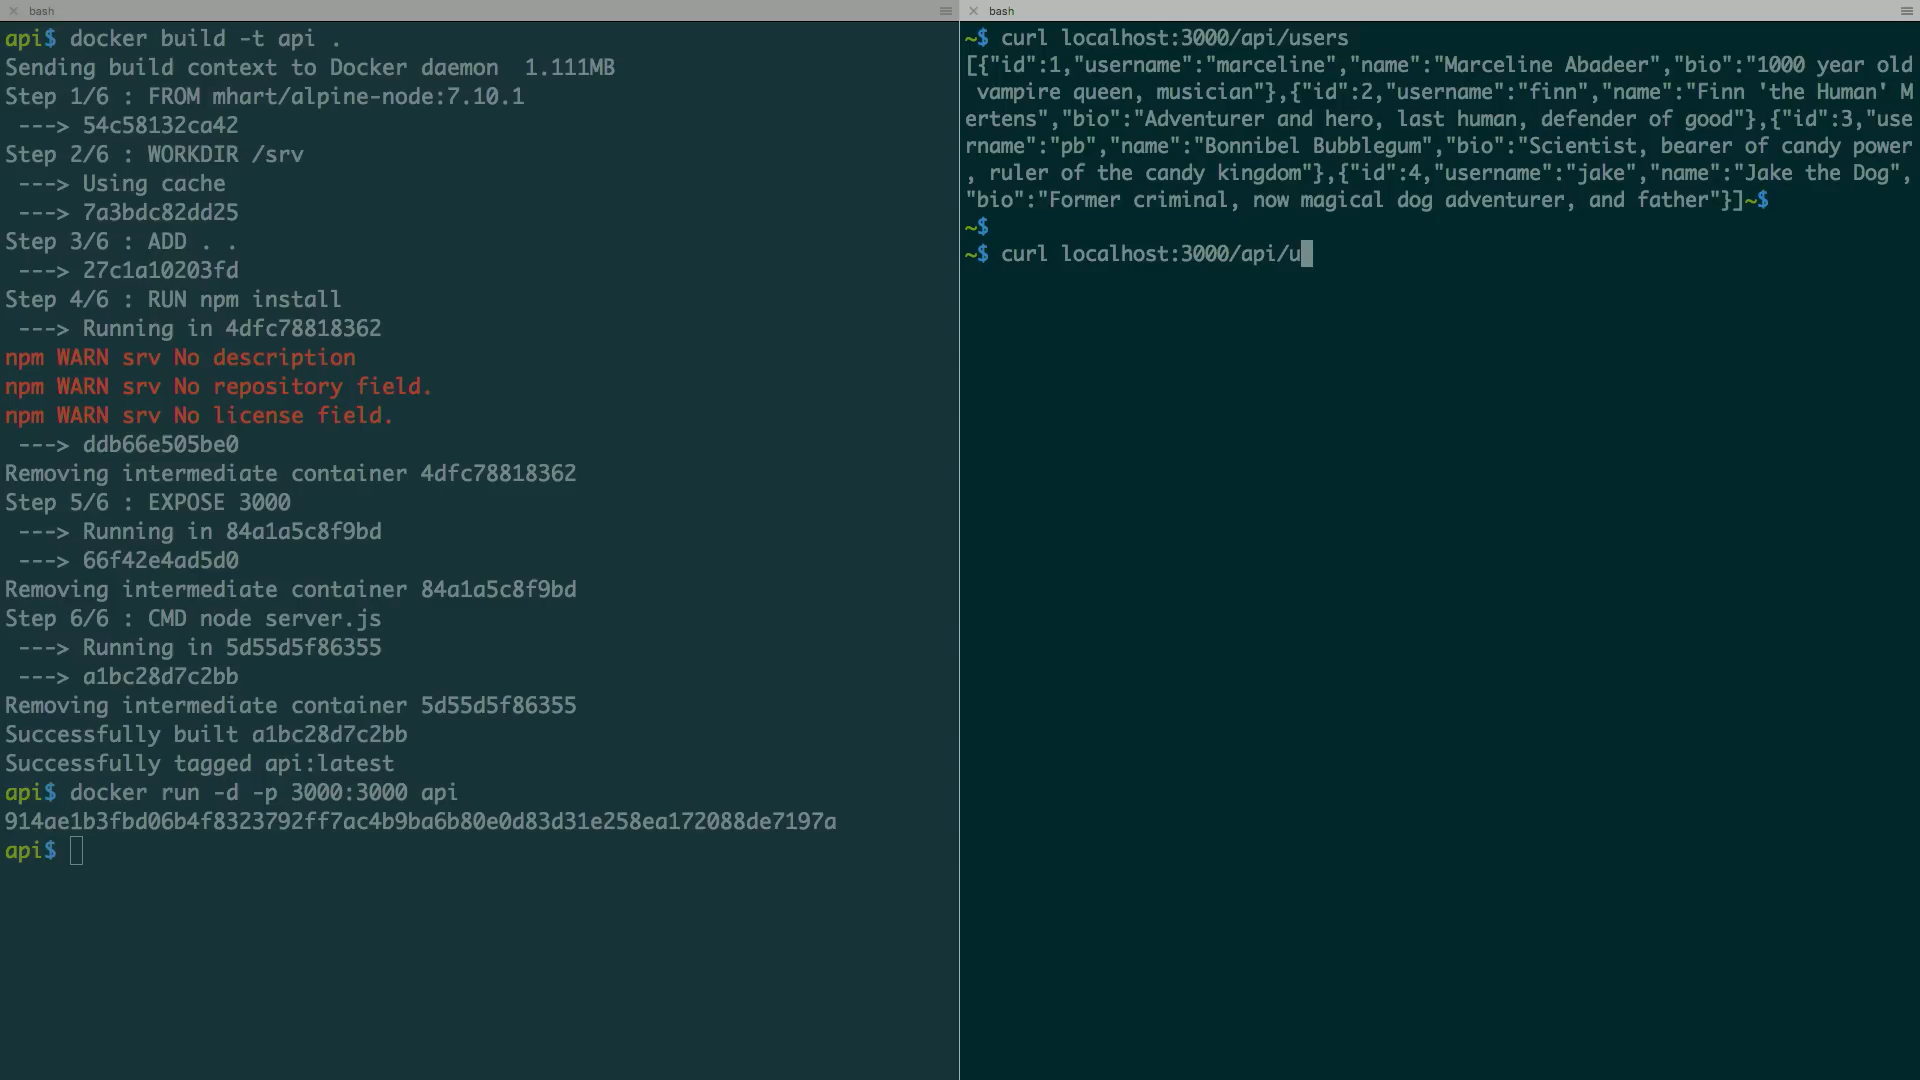 bash
api$ docker build -t api .
Sending build context to Docker daemon  1.111MB
Step 1/6 : FROM mhart/alpine-node:7.10.1
 ---> 54c58132ca42
Step 2/6 : WORKDIR /srv
 ---> Using cache
 ---> 7a3bdc82dd25
Step 3/6 : ADD . .
 ---> 27c1a10203fd
Step 4/6 : RUN npm install
 ---> Running in 4dfc78818362
npm WARN srv No description
npm WARN srv No repository field.
npm WARN srv No license field.
 ---> ddb66e505be0
Removing intermediate container 4dfc78818362
Step 5/6 : EXPOSE 3000
 ---> Running in 84a1a5c8f9bd
 ---> 66f42e4ad5d0
Removing intermediate container 84a1a5c8f9bd
Step 6/6 : CMD node server.js
 ---> Running in 5d55d5f86355
 ---> a1bc28d7c2bb
Removing intermediate container 5d55d5f86355
Successfully built a1bc28d7c2bb
Successfully tagged api:latest
api$ docker run -d -p 3000:3000 api
914ae1b3fbd06b4f8323792ff7ac4b9ba6b80e0d83d31e258ea172088de7197a
api$
bash
~$ curl localhost:3000/api/users
[{"id":1,"username":"marceline","name":"Marceline Abadeer","bio":"1000 year old
 vampire queen, musician"},{"id":2,"username":"finn","name":"Finn 'the Human' M
ertens","bio":"Adventurer and hero, last human, defender of good"},{"id":3,"use
rname":"pb","name":"Bonnibel Bubblegum","bio":"Scientist, bearer of candy power
, ruler of the candy kingdom"},{"id":4,"username":"jake","name":"Jake the Dog",
"bio":"Former criminal, now magical dog adventurer, and father"}]~$
~$
~$ curl localhost:3000/api/u